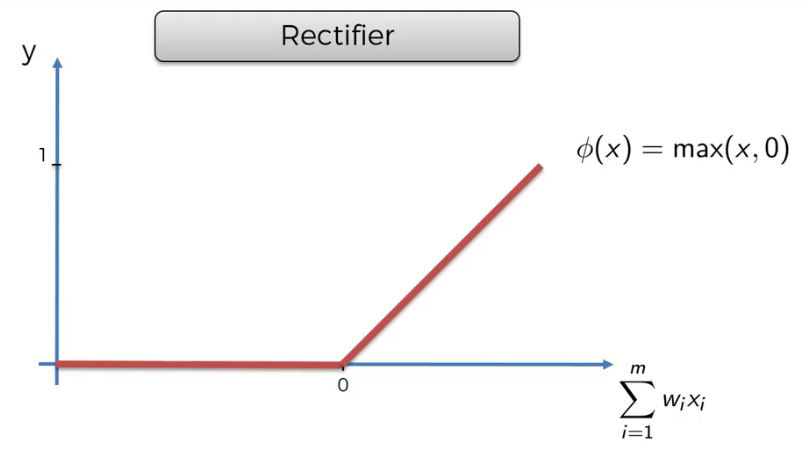 Rectifier
y
1
ϕ(x) = max(x, 0)
0
m
∑ wᵢxᵢ
i=1